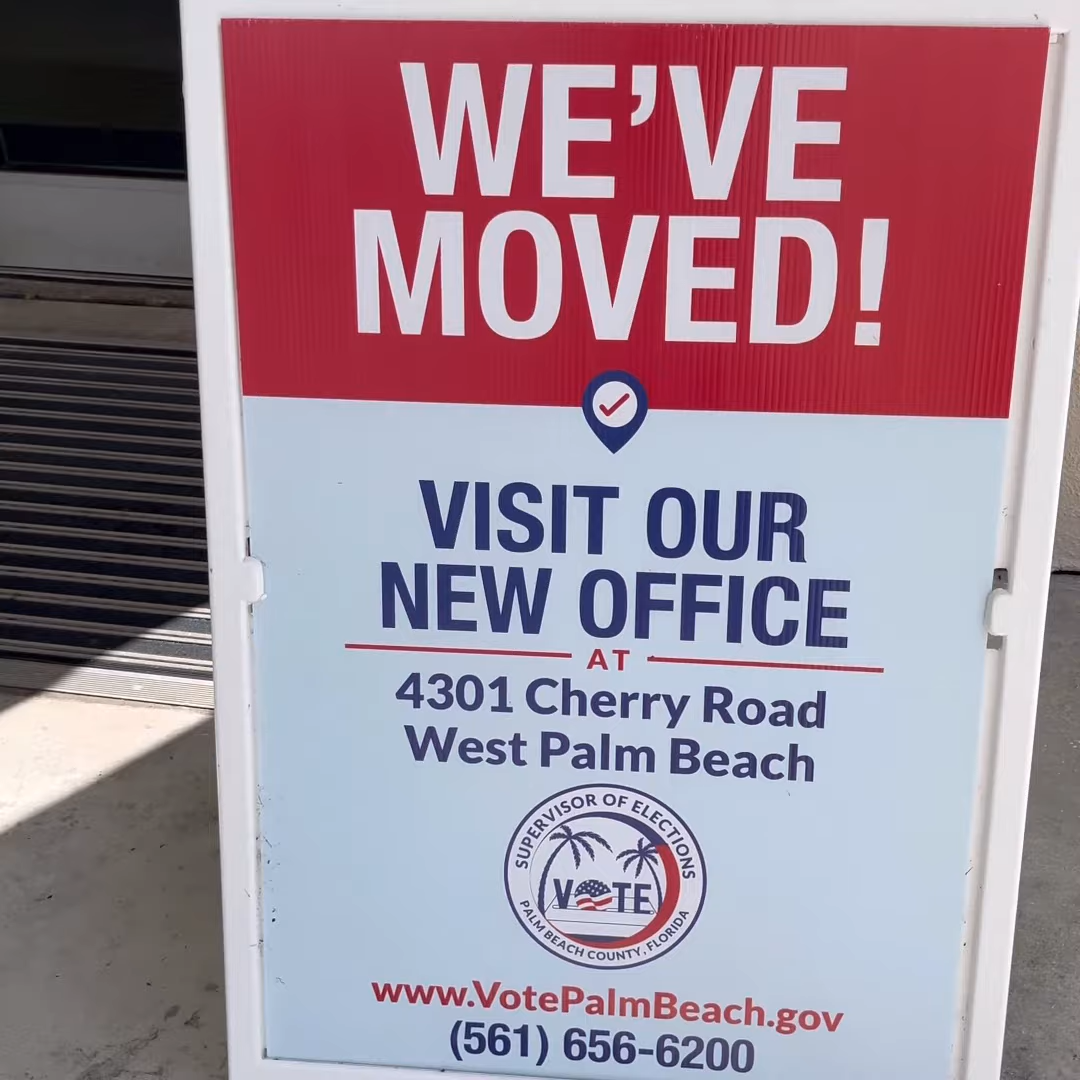 WE'VE
MOVED!
VISIT OUR
NEW OFFICE
AT
4301 Cherry Road
West Palm Beach
SUPERVISOR OF ELECTIONS
VOTE
PALM BEACH COUNTY, FLORIDA
www.VotePalmBeach.gov
(561) 656-6200